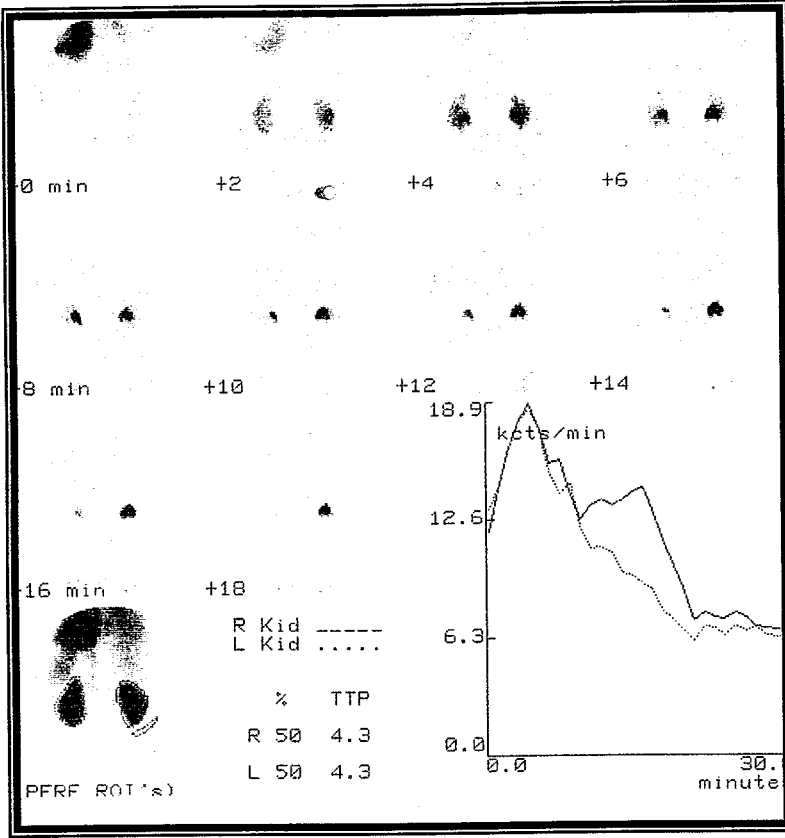 0 min +2 +4 +6
8 min +10 +12 +14
16 min +18
18.9
kcts/min
12.6
6.3
0.0
0.0 30.
minute
R Kid
L Kid
% TTP
R 50 4.3
L 50 4.3
PERF ROI's)